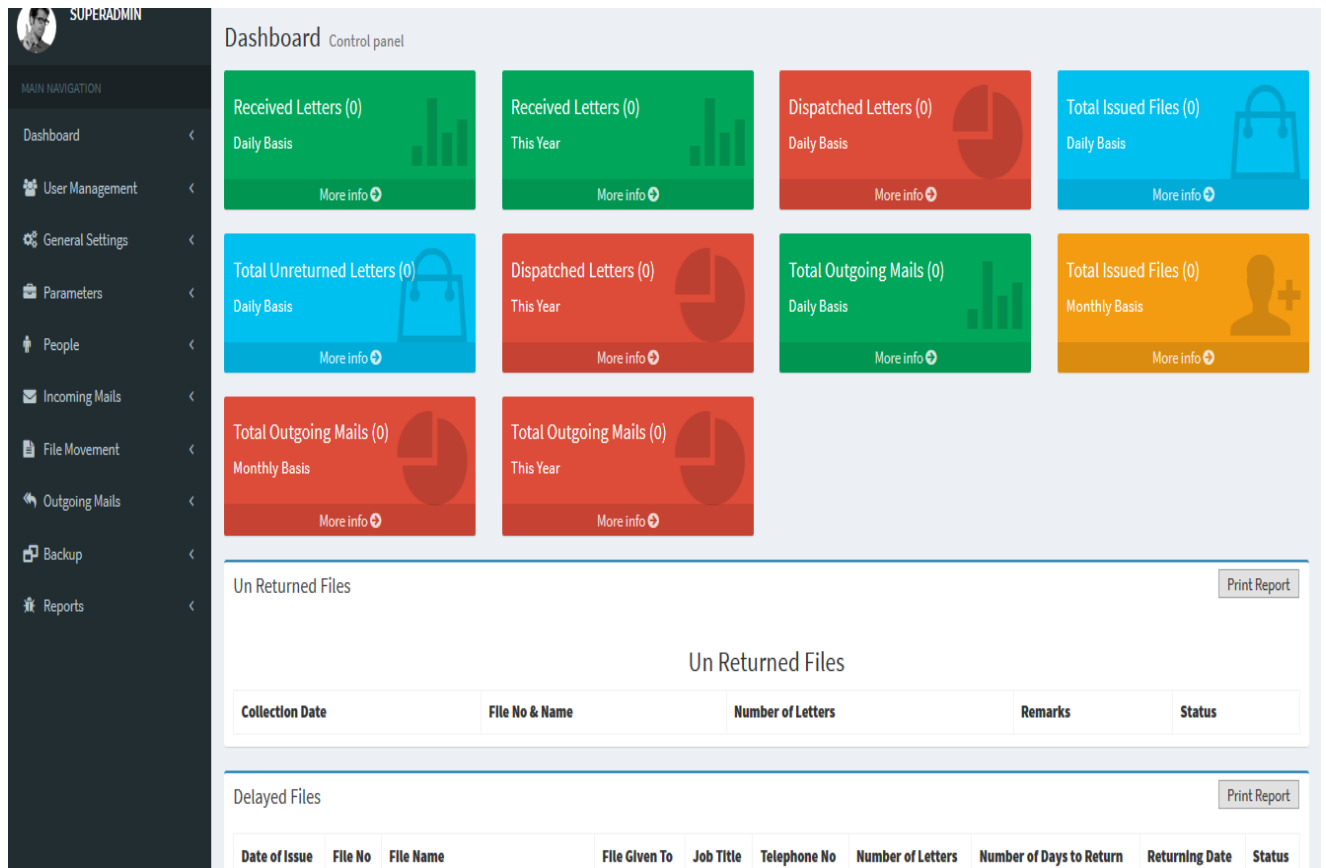 SUPERADMIN
MAIN NAVIGATION
Dashboard
User Management
General Settings
Parameters
People
Incoming Mails
File Movement
Outgoing Mails
Backup
Reports
Dashboard Control panel
Received Letters (0)
Daily Basis
More info
Received Letters (0)
This Year
More info
Dispatched Letters (0)
Daily Basis
More info
Total Issued Files (0)
Daily Basis
More info
Total Unreturned Letters (0)
Daily Basis
More info
Dispatched Letters (0)
This Year
More info
Total Outgoing Mails (0)
Daily Basis
More info
Total Issued Files (0)
Monthly Basis
More info
Total Outgoing Mails (0)
Monthly Basis
More info
Total Outgoing Mails (0)
This Year
More info
Un Returned Files
Print Report
Un Returned Files
Collection Date File No & Name Number of Letters Remarks Status
Delayed Files
Print Report
Date of Issue File No File Name File Given To Job Title Telephone No Number of Letters Number of Days to Return Returning Date Status